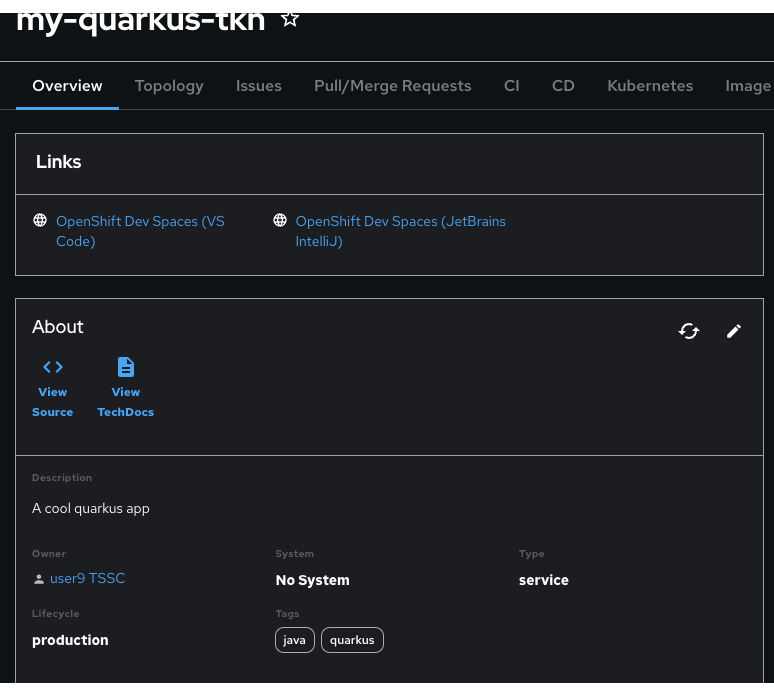 my-quarkus-tkn
Overview Topology Issues Pull/Merge Requests CI CD Kubernetes Image
Links
OpenShift Dev Spaces (VS Code)
OpenShift Dev Spaces (JetBrains IntelliJ)
About
View Source
View TechDocs
Description
A cool quarkus app
Owner System Type
user9 TSSC No System service
Lifecycle Tags
production java quarkus